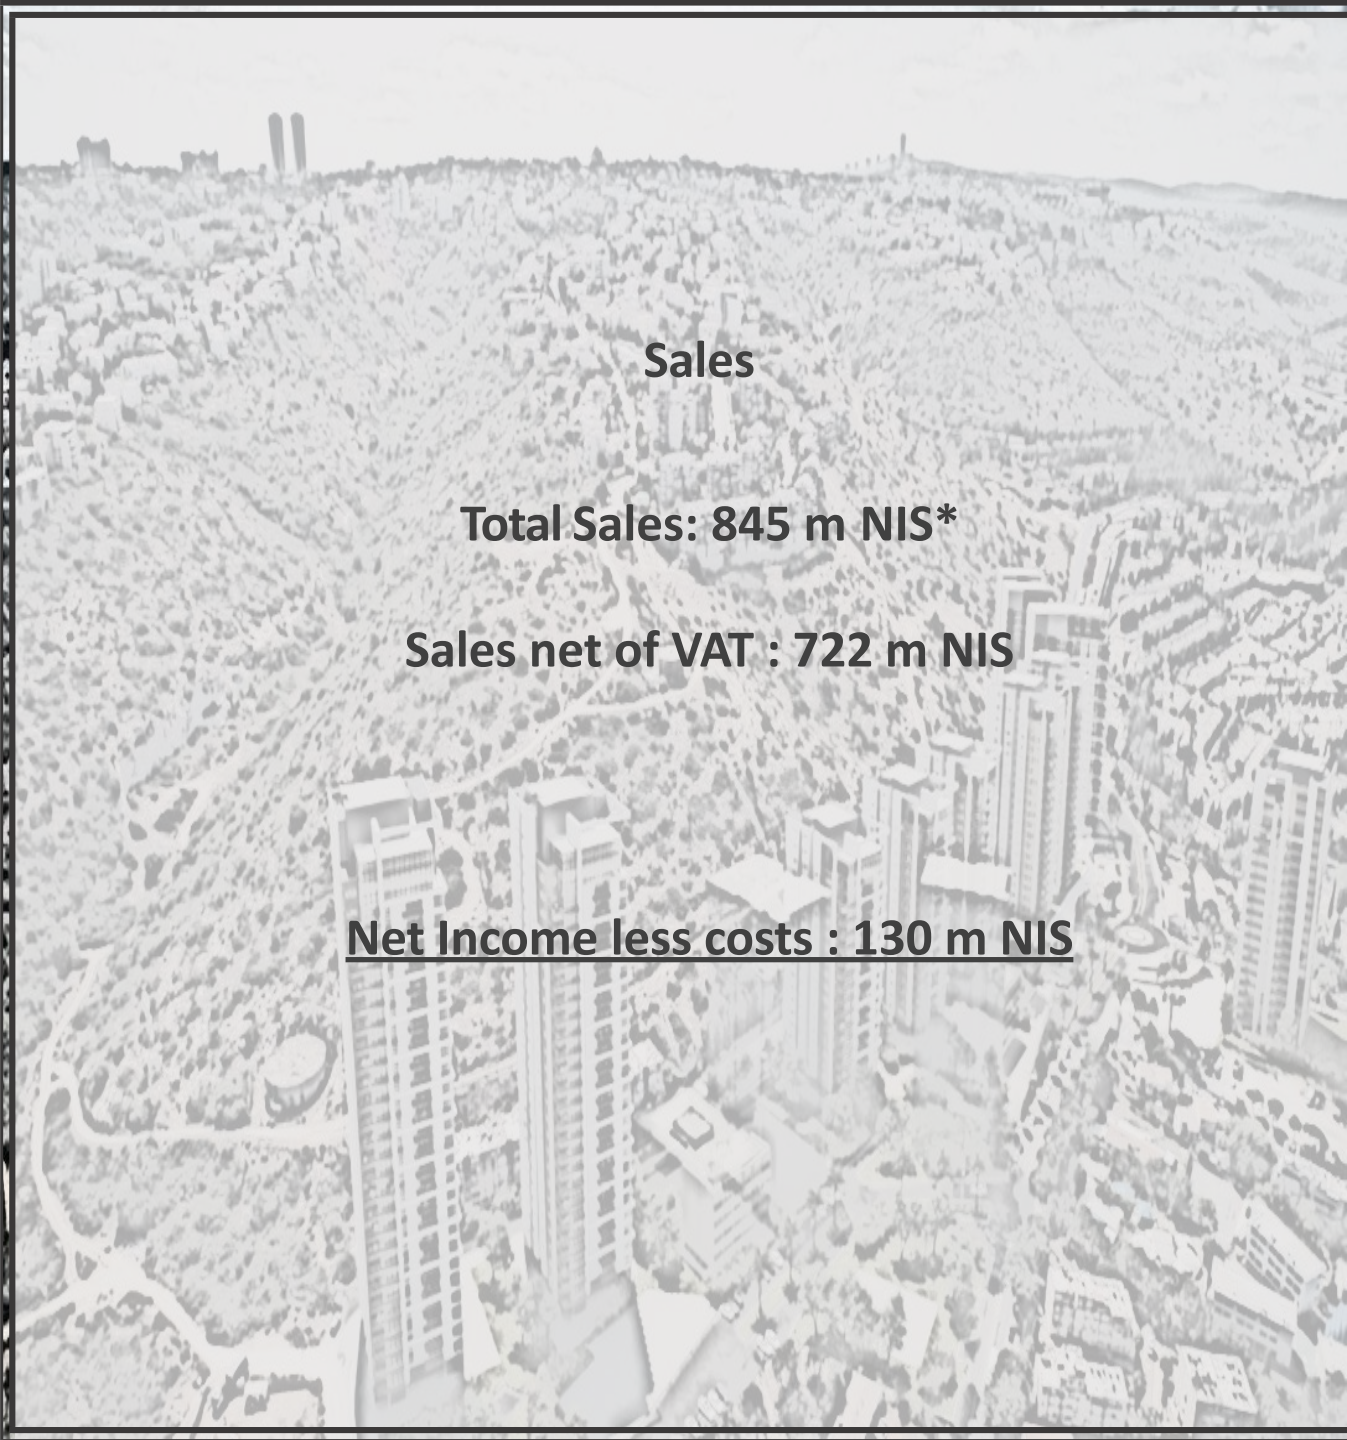 Sales
Total Sales: 845 m NIS*
Sales net of VAT : 722 m NIS
Net Income less costs : 130 m NIS